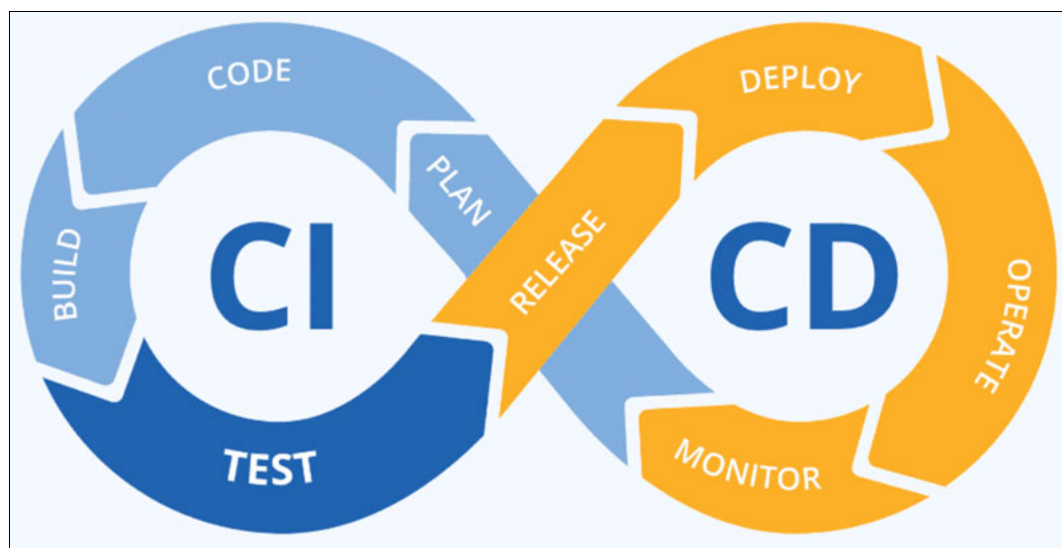 CODE
DEPLOY
PLAN
BUILD
CI
RELEASE
CD
OPERATE
TEST
MONITOR